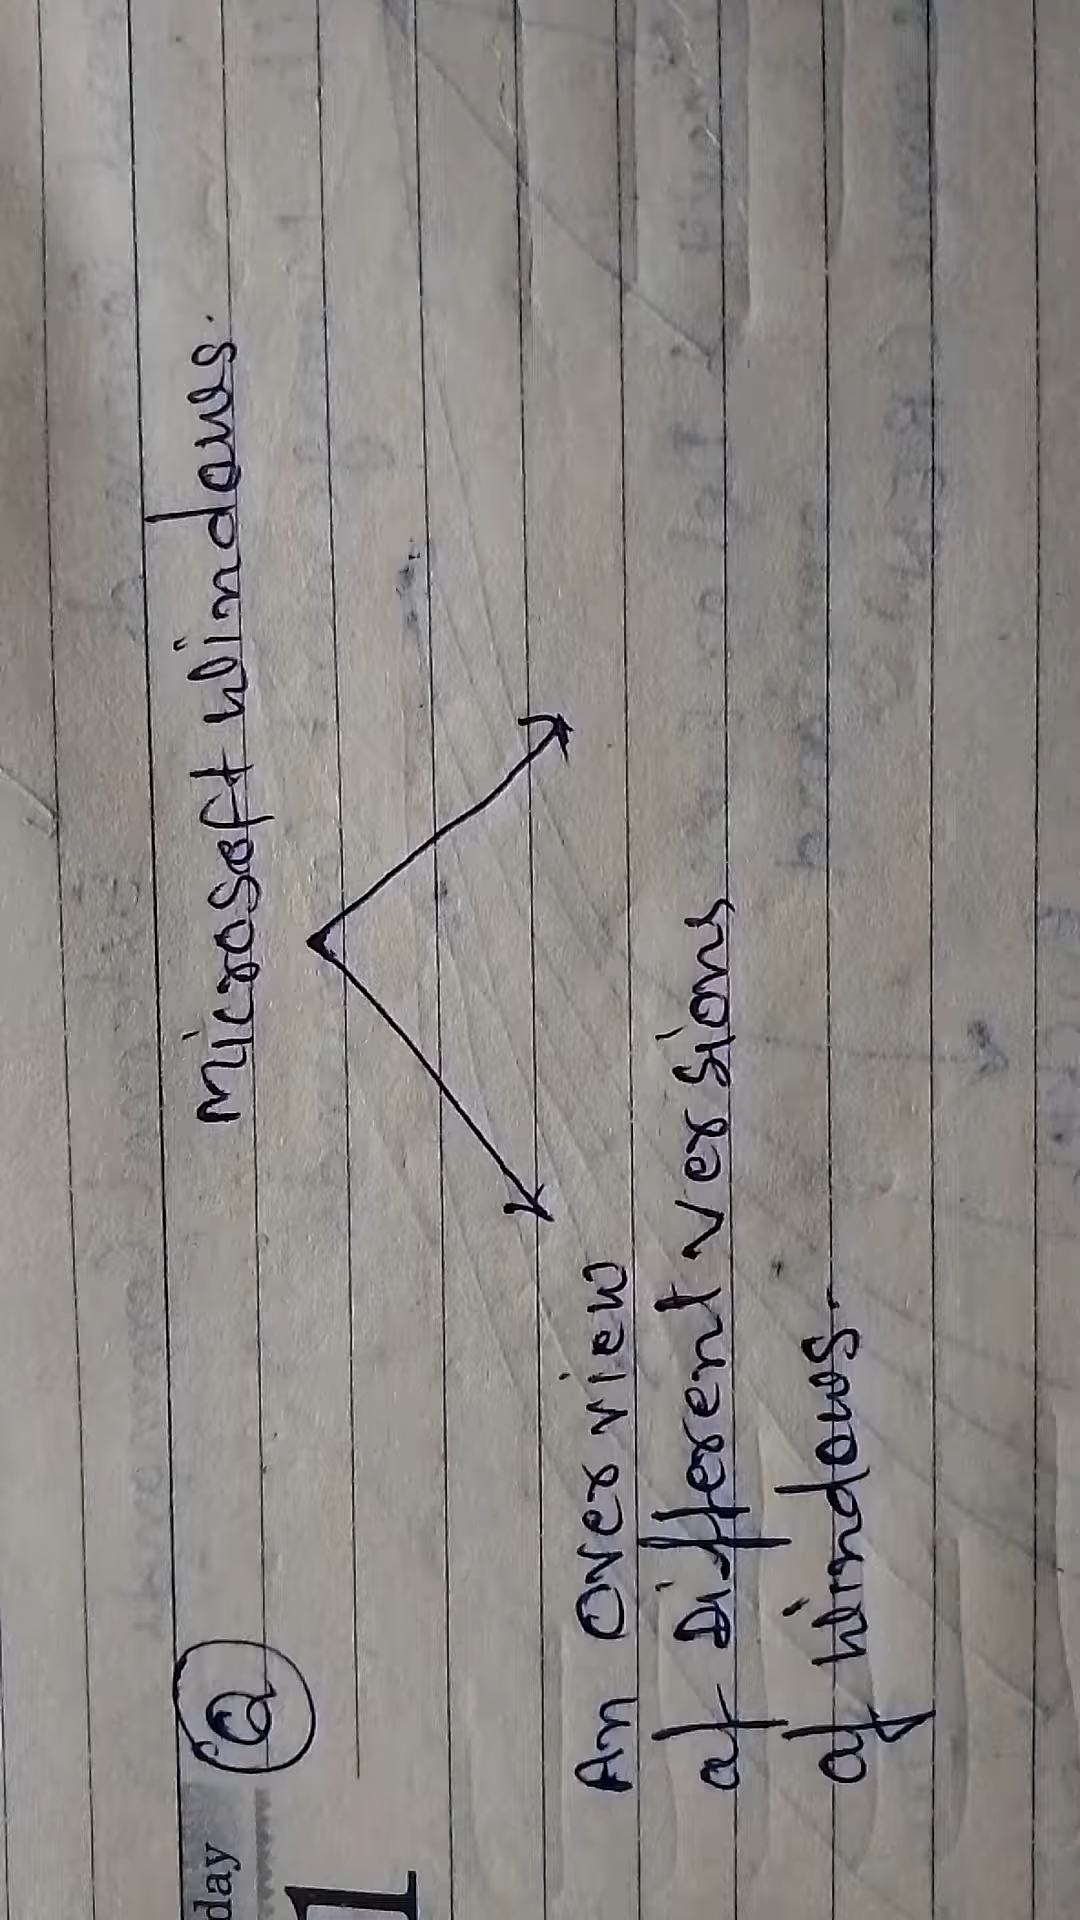 day
1
Q
Microsoft Windows.
An Overview
of Different versions
of Windows.